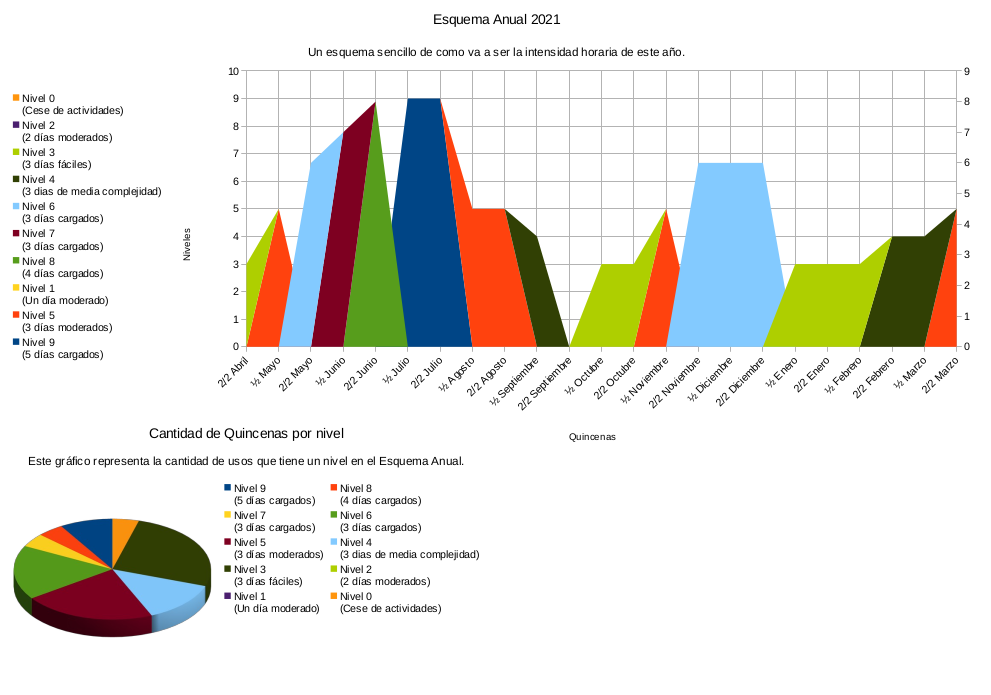 Esquema Anual 2021
Un esquema sencillo de como va a ser la intensidad horaria de este año.
Nivel 0
(Cese de actividades)
Nivel 2
(2 días moderados)
Nivel 3
(3 días fáciles)
Nivel 4
(3 dias de media complejidad)
Nivel 6
(3 días cargados)
Nivel 7
(3 días cargados)
Nivel 8
(4 días cargados)
Nivel 1
(Un día moderado)
Nivel 5
(3 días moderados)
Nivel 9
(5 días cargados)
Niveles
10
9
8
7
6
5
4
3
2
1
0
9
8
7
6
5
4
3
2
1
0
2/2 Abril
½ Mayo
2/2 Mayo
½ Junio
2/2 Junio
½ Julio
2/2 Julio
½ Agosto
2/2 Agosto
½ Septiembre
2/2 Septiembre
½ Octubre
2/2 Octubre
½ Noviembre
2/2 Noviembre
½ Diciembre
2/2 Diciembre
½ Enero
2/2 Enero
½ Febrero
2/2 Febrero
½ Marzo
2/2 Marzo
Quincenas
Cantidad de Quincenas por nivel
Este gráfico representa la cantidad de usos que tiene un nivel en el Esquema Anual.
Nivel 9
(5 días cargados)
Nivel 8
(4 días cargados)
Nivel 7
(3 días cargados)
Nivel 6
(3 días cargados)
Nivel 5
(3 días moderados)
Nivel 4
(3 dias de media complejidad)
Nivel 3
(3 días fáciles)
Nivel 2
(2 días moderados)
Nivel 1
(Un día moderado)
Nivel 0
(Cese de actividades)